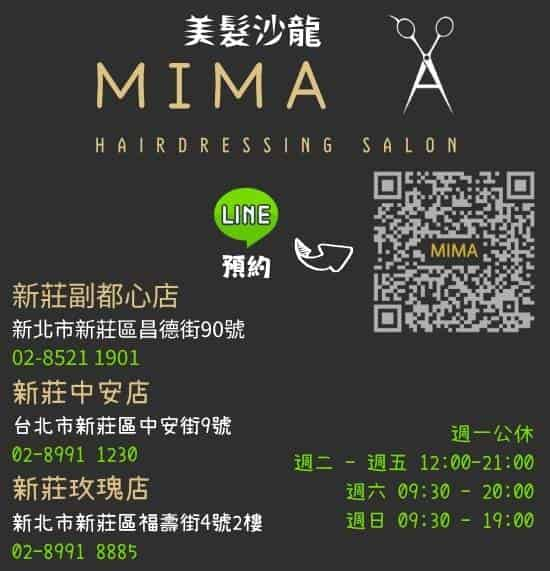 美髮沙龍
MIMA
HAIRDRESSING SALON
LINE
預約
MIMA
新莊副都心店
新北市新莊區昌德街90號
02-8521 1901
新莊中安店
台北市新莊區中安街9號
02-8991 1230
新莊玫瑰店
新北市新莊區福壽街4號2樓
02-8991 8885
週一公休
週二 - 週五 12:00-21:00
週六 09:30 - 20:00
週日 09:30 - 19:00